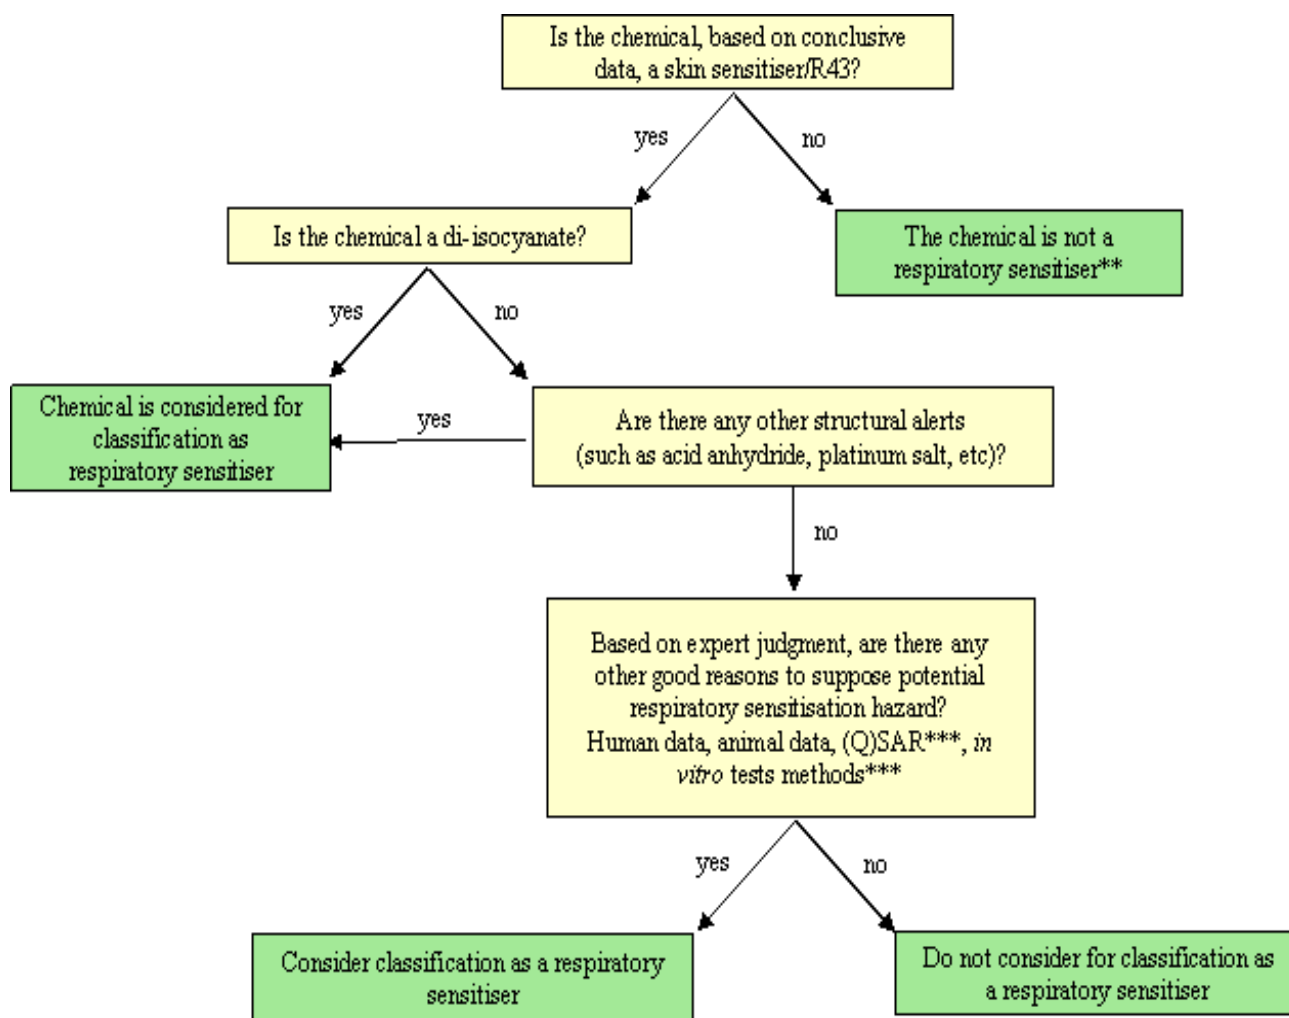 Is the chemical, based on conclusive
data, a skin sensitiser/R43?
yes
no
Is the chemical a di-isocyanate?
The chemical is not a
respiratory sensitiser**
yes
no
Chemical is considered for
classification as
respiratory sensitiser
yes
Are there any other structural alerts
(such as acid anhydride, platinum salt, etc)?
no
Based on expert judgment, are there any
other good reasons to suppose potential
respiratory sensitisation hazard?
Human data, animal data, (Q)SAR***, in
vitro tests methods***
yes
no
Consider classification as a respiratory
sensitiser
Do not consider for classification as
a respiratory sensitiser